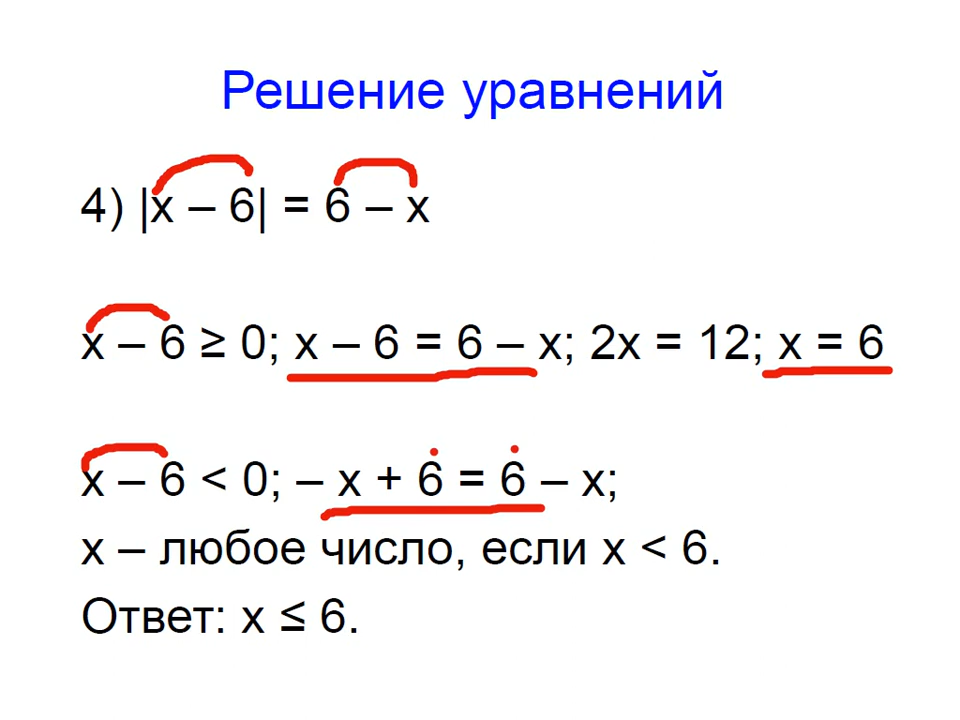 Решение уравнений
4) |x – 6| = 6 – x
x – 6 ≥ 0; x – 6 = 6 – x; 2x = 12; x = 6
x – 6 < 0; – x + 6 = 6 – x;
x – любое число, если x < 6.
Ответ: x ≤ 6.